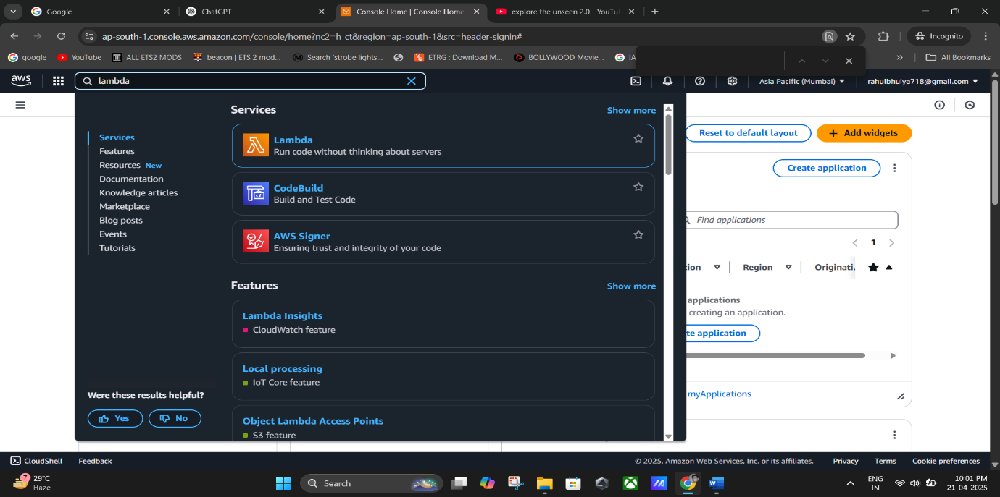 Google
ChatGPT
Console Home | Console Home
explore the unseen 2.0 - YouTu
ap-south-1.console.aws.amazon.com/console/home?nc2=h_ct&region=ap-south-1&src=header-signin#
Incognito
google
YouTube
ALL ETS2 MODS
beacon | ETS 2 mod...
Search 'strobe lights...
ETRG : Download M...
BOLLYWOOD Movie...
IA
All Bookmarks
aws
lambda
Asia Pacific (Mumbai)
rahulbhuiya718@gmail.com
Services
Features
Resources New
Documentation
Knowledge articles
Marketplace
Blog posts
Events
Tutorials
Were these results helpful?
Yes
No
Services
Show more
Lambda
Run code without thinking about servers
CodeBuild
Build and Test Code
AWS Signer
Ensuring trust and integrity of your code
Features
Show more
Lambda Insights
CloudWatch feature
Local processing
IoT Core feature
Object Lambda Access Points
S3 feature
Reset to default layout
Add widgets
Create application
Find applications
1
ion
Region
Originati.
applications
creating an application.
te application
myApplications
CloudShell
Feedback
© 2025, Amazon Web Services, Inc. or its affiliates.
Privacy
Terms
Cookie preferences
7
29°C
Haze
Search
ENG
IN
10:01 PM
21-04-2025